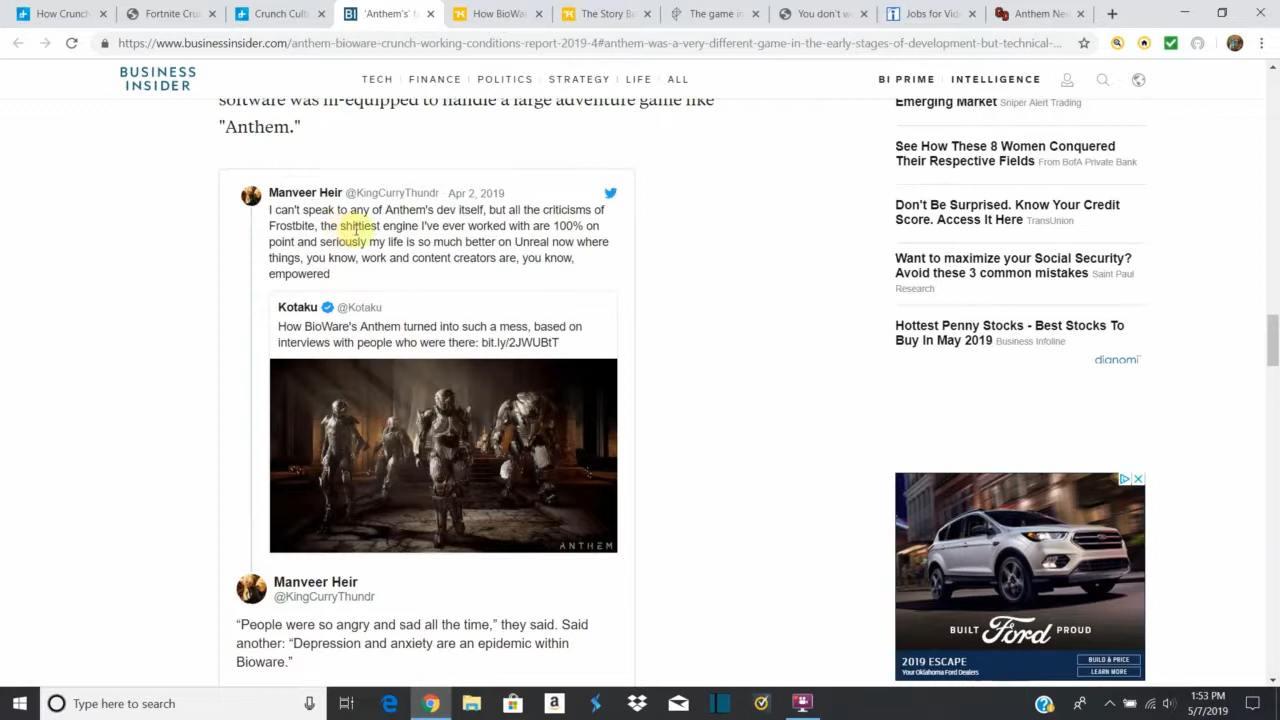 How Crunch
Fortnite Cru
How Crunch
'Anthem's' t
How BioWar
The Story Be
The game in
You don't w
Jobs for Vid
Anthem Ne
https://www.businessinsider.com/anthem-bioware-crunch-working-conditions-report-2019-4#anthem-was-a-very-different-game-in-the-early-stages-of-development-but-technical-...
BUSINESS
INSIDER
TECH FINANCE POLITICS STRATEGY LIFE ALL
BI PRIME INTELLIGENCE
software was ill-equipped to handle a large adventure game like
"Anthem."
Manveer Heir @KingCurryThundr · Apr 2, 2019
I can't speak to any of Anthem's dev itself, but all the criticisms of
Frostbite, the shittiest engine I've ever worked with are 100% on
point and seriously my life is so much better on Unreal now where
things, you know, work and content creators are, you know,
empowered
Kotaku @Kotaku
How BioWare's Anthem turned into such a mess, based on
interviews with people who were there: bit.ly/2JWUBtT
ANTHEM
Manveer Heir
@KingCurryThundr
“People were so angry and sad all the time,” they said. Said
another: “Depression and anxiety are an epidemic within
Bioware.”
Emerging Market Sniper Alert Trading
See How These 8 Women Conquered
Their Respective Fields From BofA Private Bank
Don't Be Surprised. Know Your Credit
Score. Access It Here TransUnion
Want to maximize your Social Security?
Avoid these 3 common mistakes Saint Paul
Research
Hottest Penny Stocks - Best Stocks To
Buy In May 2019 Business Infoline
dianomi
BUILT Ford PROUD
2019 ESCAPE
Your Oklahoma Ford Dealers
BUILD & PRICE
LEARN MORE
Type here to search
1:53 PM
5/7/2019